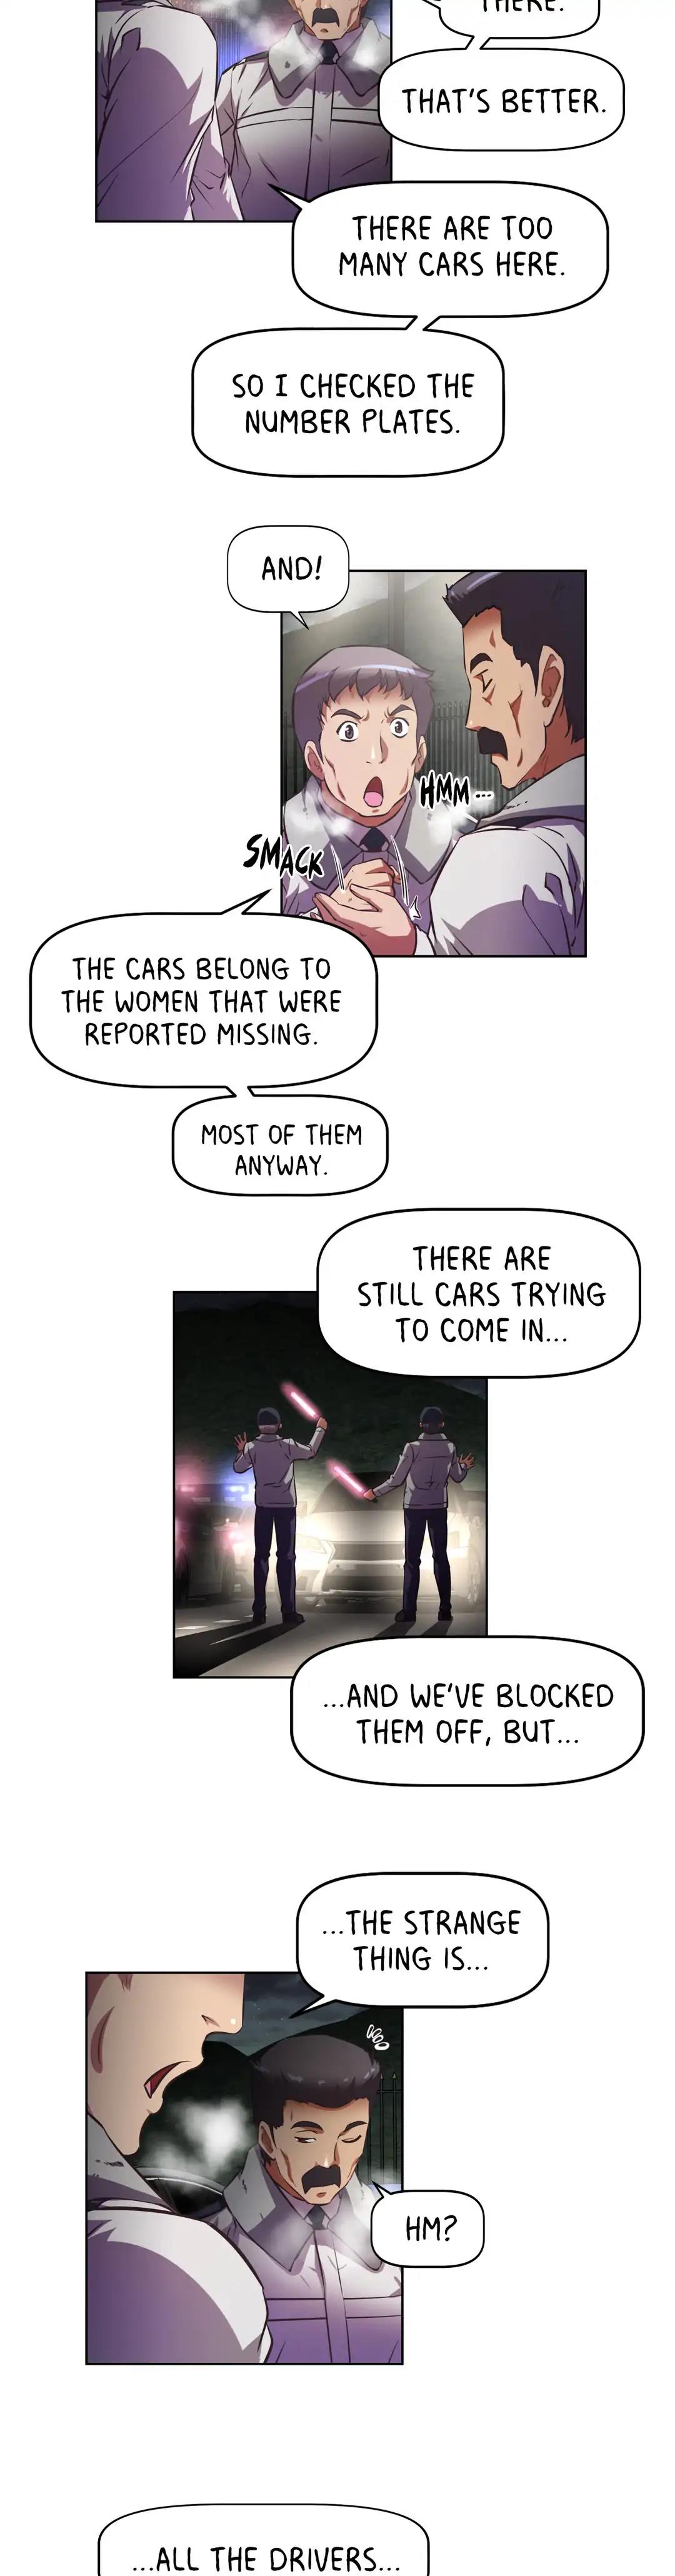 THERE.
THAT'S BETTER.
THERE ARE TOO
MANY CARS HERE.
SO I CHECKED THE
NUMBER PLATES.
AND!
HMM...
SMACK
THE CARS BELONG TO
THE WOMEN THAT WERE
REPORTED MISSING.
MOST OF THEM
ANYWAY.
THERE ARE
STILL CARS TRYING
TO COME IN...
...AND WE'VE BLOCKED
THEM OFF, BUT...
...THE STRANGE
THING IS...
HM?
...ALL THE DRIVERS...